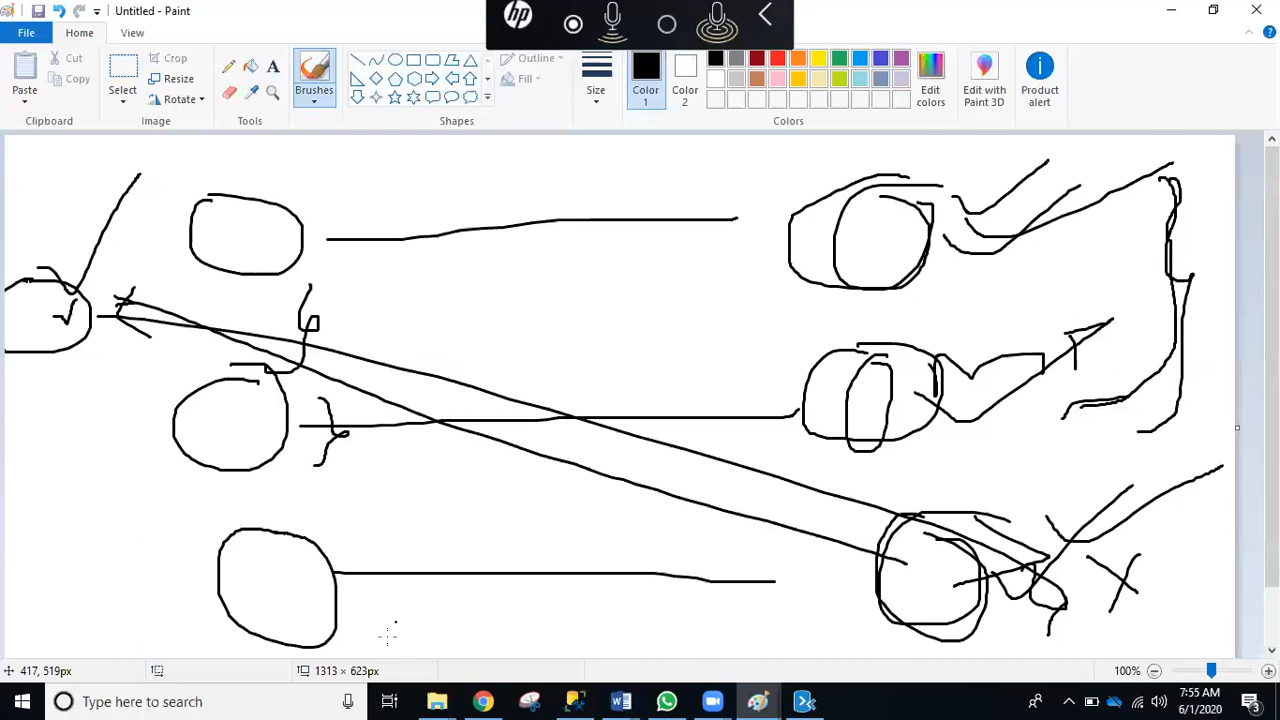 Untitled - Paint
hp
File
Home
View
Paste
Cut
Copy
Clipboard
Select
Crop
Resize
Rotate
Image
A
Tools
Brushes
Outline
Fill
Shapes
Size
Color 1
Color 2
Edit colors
Colors
Edit with Paint 3D
Product alert
X
417, 519px
1313 × 623px
100%
Type here to search
7:55 AM
6/1/2020
3